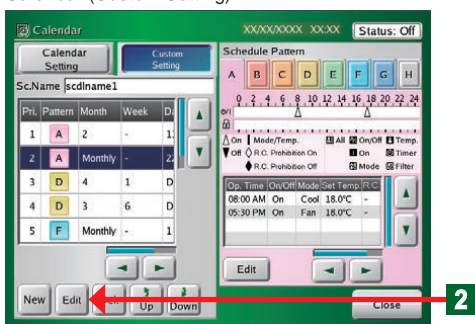 Calendar
XX/XX/XXXX XX:XX
Status: Off
Calendar
Setting
Custom
Setting
Sc.Name scdlname1
Pri. Pattern Month Week
1 A 2 -
2 A Monthly -
3 D 4 1 D
4 D 3 6 D
5 F Monthly - 1
New Edit Up Down
Schedule Pattern
A B C D E F G H
0 2 4 6 8 10 12 14 16 18 20 22 24
On Mode/Temp. All On/Off Temp.
Off R.C. Prohibition On On Timer
R.C. Prohibition Off Mode Filter
Op. Time On/Off Mode Set Temp. R.C.
08:00 AM On Cool 18.0°C -
05:30 PM On Fan 18.0°C -
Edit
Close
2